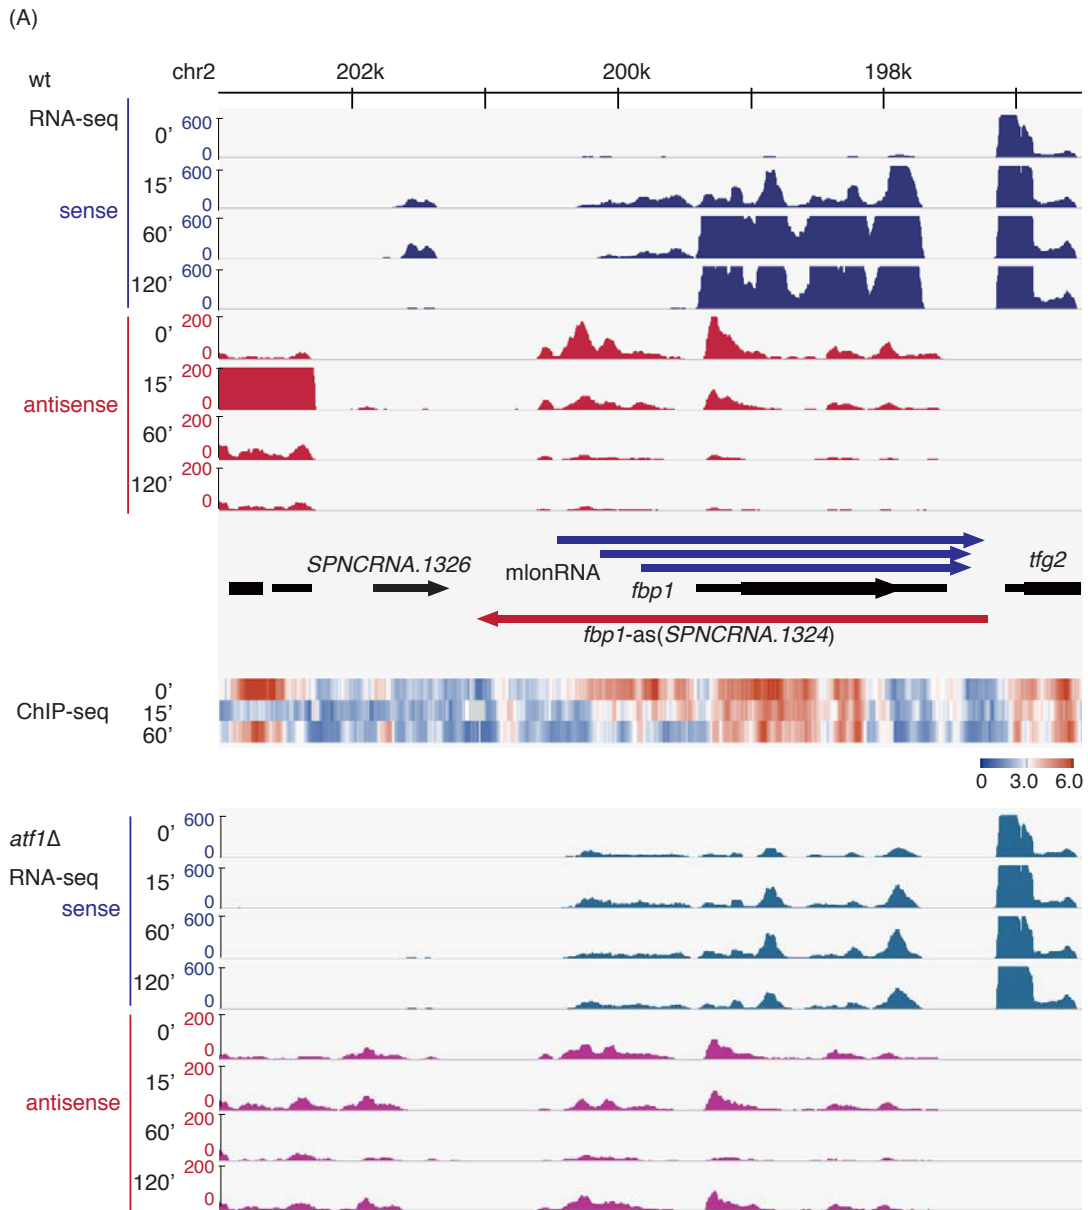 (A)
wt chr2 202k 200k 198k
RNA-seq
0' 600
0
15' 600
0
sense
60' 600
0
120' 600
0
0' 200
0
15' 200
0
antisense
60' 200
0
120' 200
0
SPNCRNA.1326 mlonRNA fbp1 tfg2
fbp1-as(SPNCRNA.1324)
ChIP-seq
0'
15'
60'
0 3.0 6.0
atf1Δ
RNA-seq
0' 600
0
15' 600
0
sense
60' 600
0
120' 600
0
0' 200
0
15' 200
0
antisense
60' 200
0
120' 200
0